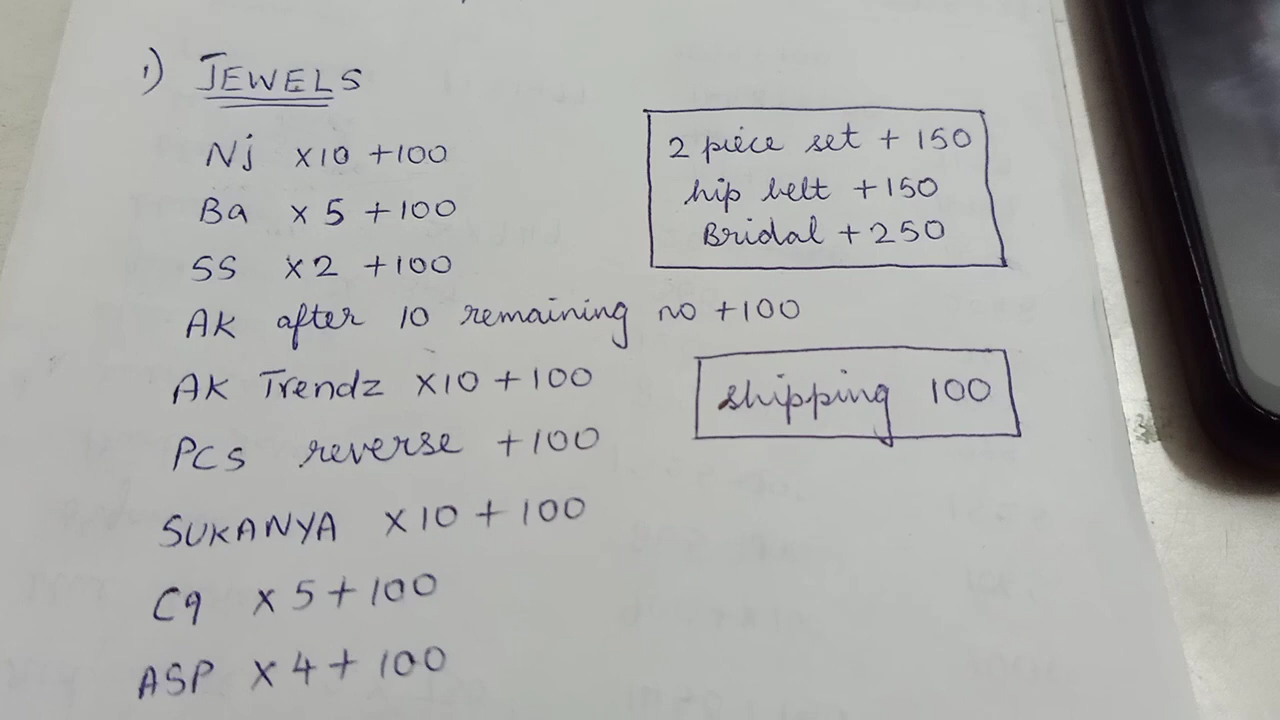 1) JEWELS
Nj x10 +100
Ba x 5 +100
SS x2 +100
AK after 10 remaining no +100
AK Trendz x10 +100
PCS reverse +100
SUKANYA x10 +100
C9 x 5 +100
ASP x 4 + 100
2 piece set + 150
hip belt +150
Bridal +250
shipping 100